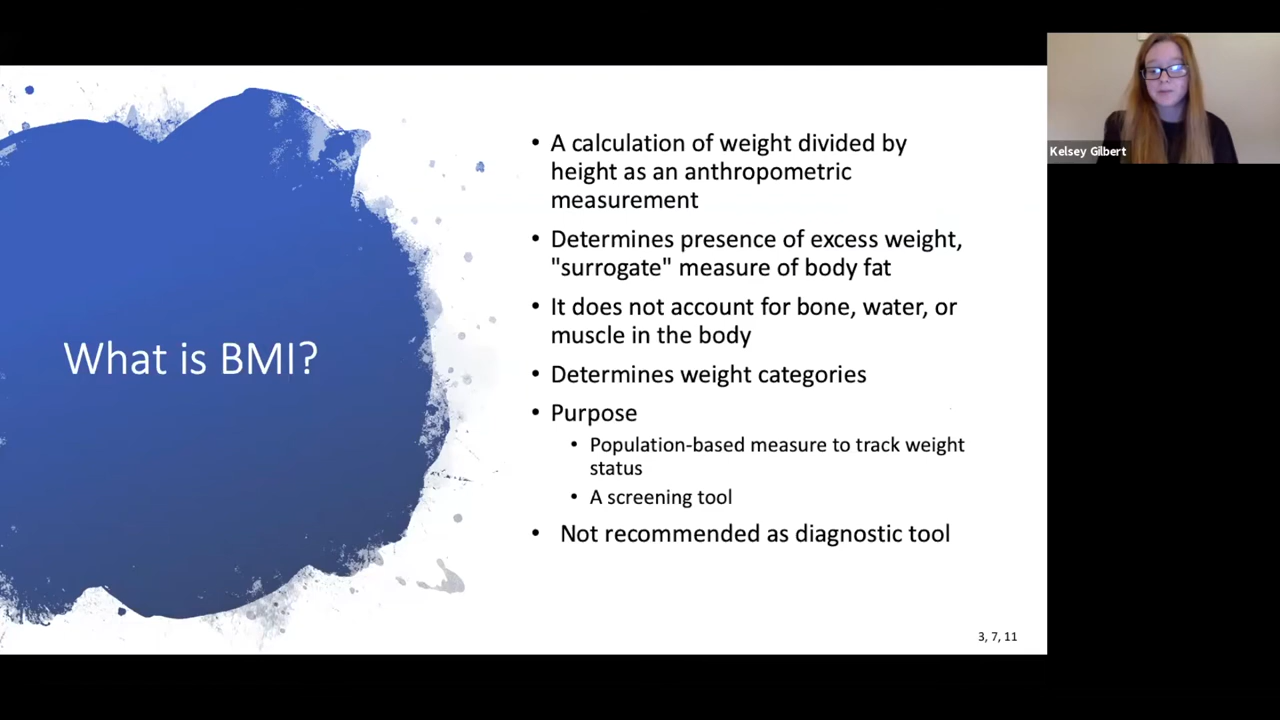 What is BMI?
• A calculation of weight divided by
height as an anthropometric
measurement
• Determines presence of excess weight,
"surrogate" measure of body fat
• It does not account for bone, water, or
muscle in the body
• Determines weight categories
• Purpose
• Population-based measure to track weight
status
• A screening tool
• Not recommended as diagnostic tool
3, 7, 11
Kelsey Gilbert